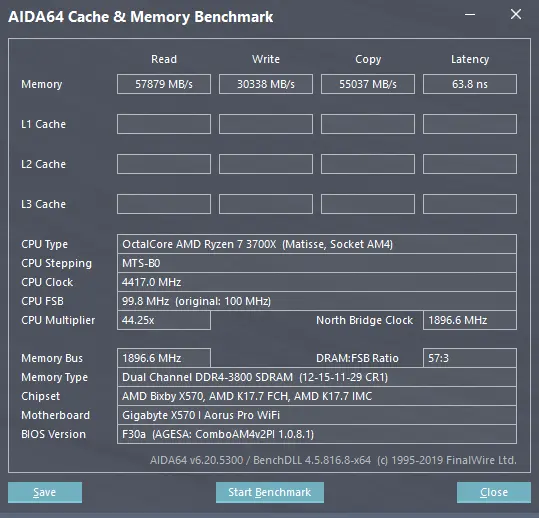 AIDA64 Cache & Memory Benchmark
Read Write Copy Latency
Memory 57879 MB/s 30338 MB/s 55037 MB/s 63.8 ns
L1 Cache
L2 Cache
L3 Cache
CPU Type OctalCore AMD Ryzen 7 3700X (Matisse, Socket AM4)
CPU Stepping MTS-B0
CPU Clock 4417.0 MHz
CPU FSB 99.8 MHz (original: 100 MHz)
CPU Multiplier 44.25x North Bridge Clock 1896.6 MHz
Memory Bus 1896.6 MHz DRAM:FSB Ratio 57:3
Memory Type Dual Channel DDR4-3800 SDRAM (12-15-11-29 CR1)
Chipset AMD Bixby X570, AMD K17.7 FCH, AMD K17.7 IMC
Motherboard Gigabyte X570 I Aorus Pro WiFi
BIOS Version F30a (AGESA: ComboAM4v2PI 1.0.8.1)
AIDA64 v6.20.5300 / BenchDLL 4.5.816.8-x64 (c) 1995-2019 FinalWire Ltd.
Save Start Benchmark Close